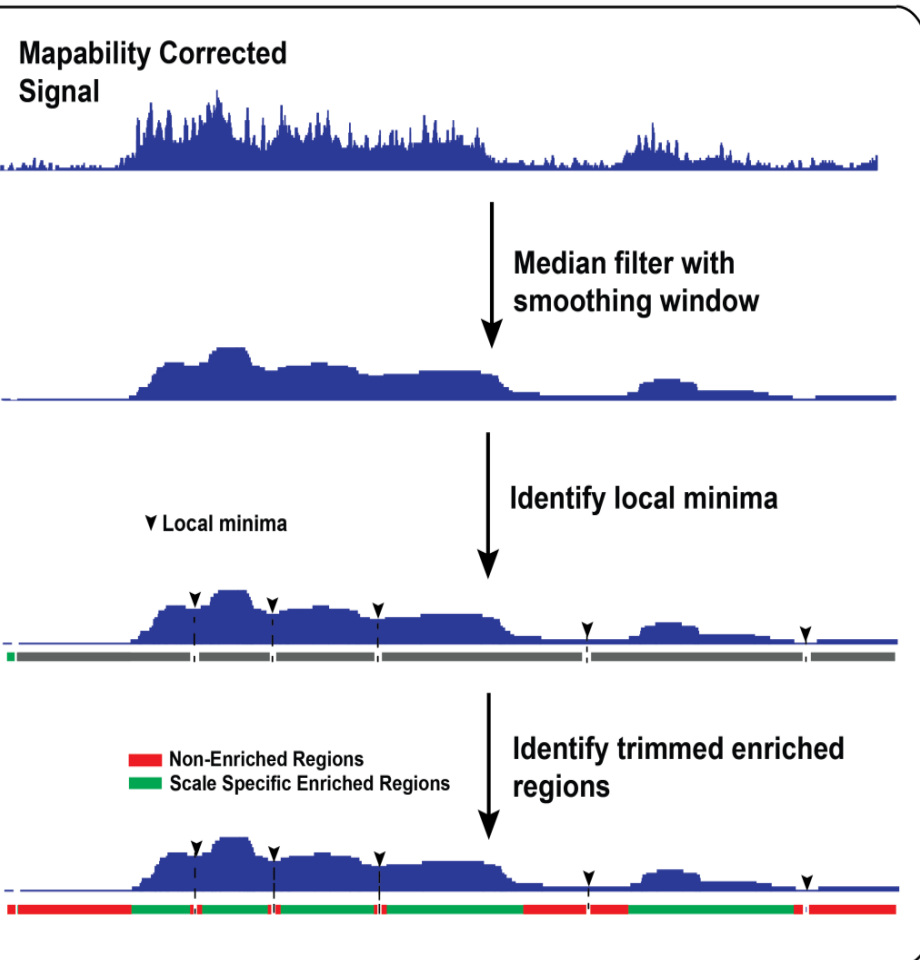 Mapability Corrected
Signal
Median filter with
smoothing window
Identify local minima
Local minima
Identify trimmed enriched
regions
Non-Enriched Regions
Scale Specific Enriched Regions